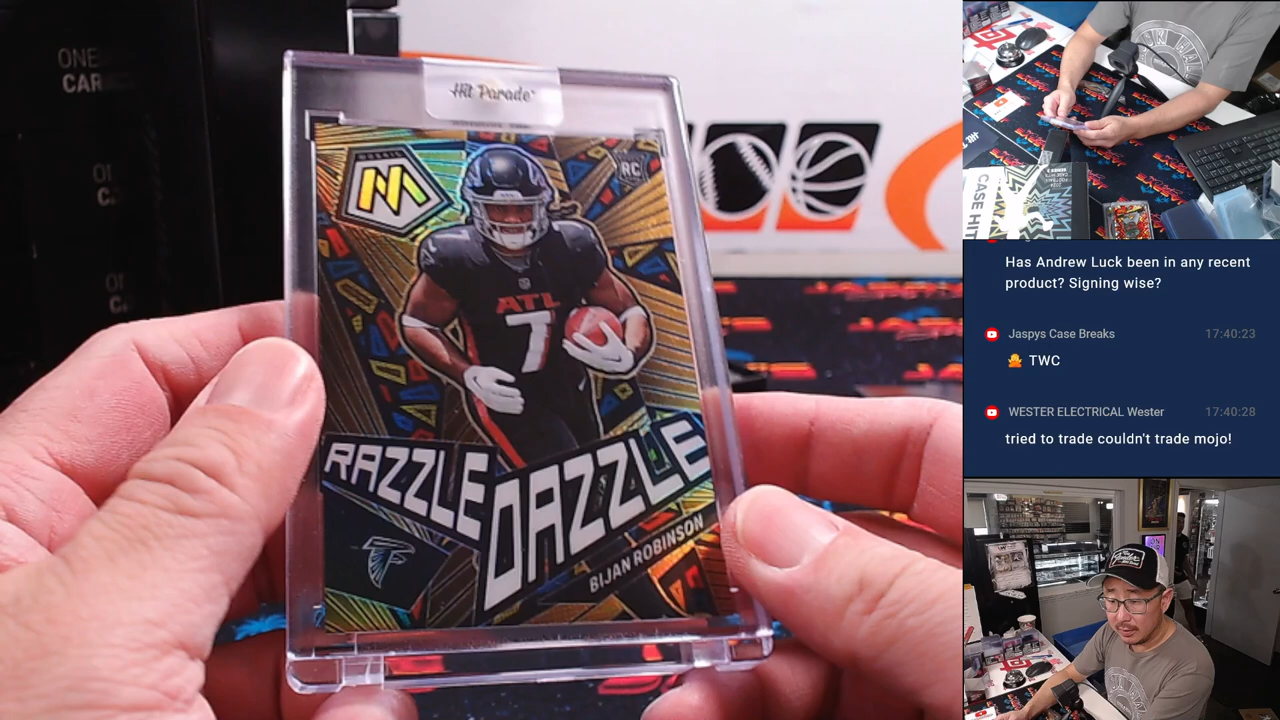 ONE
CAR
Hit Parade
MOSAIC
RC
ATL
7
RAZZLE
DAZZLE
BIJAN ROBINSON
CASE HIT
Has Andrew Luck been in any recent
product? Signing wise?
Jaspys Case Breaks 17:40:23
TWC
WESTER ELECTRICAL Wester 17:40:28
tried to trade couldn't trade mojo!